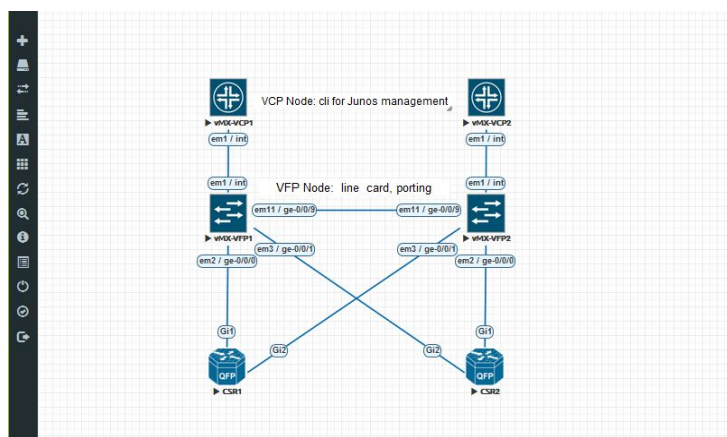 VCP Node: cli for Junos management
vMX-VCP1
vMX-VCP2
em1 / int
em1 / int
em1 / int
em1 / int
VFP Node: line card, porting
em11 / ge-0/0/9
em11 / ge-0/0/9
vMX-VFP1
vMX-VFP2
em3 / ge-0/0/1
em3 / ge-0/0/1
em2 / ge-0/0/0
em2 / ge-0/0/0
Gi1
Gi1
Gi2
Gi2
QFP
QFP
CSR1
CSR2